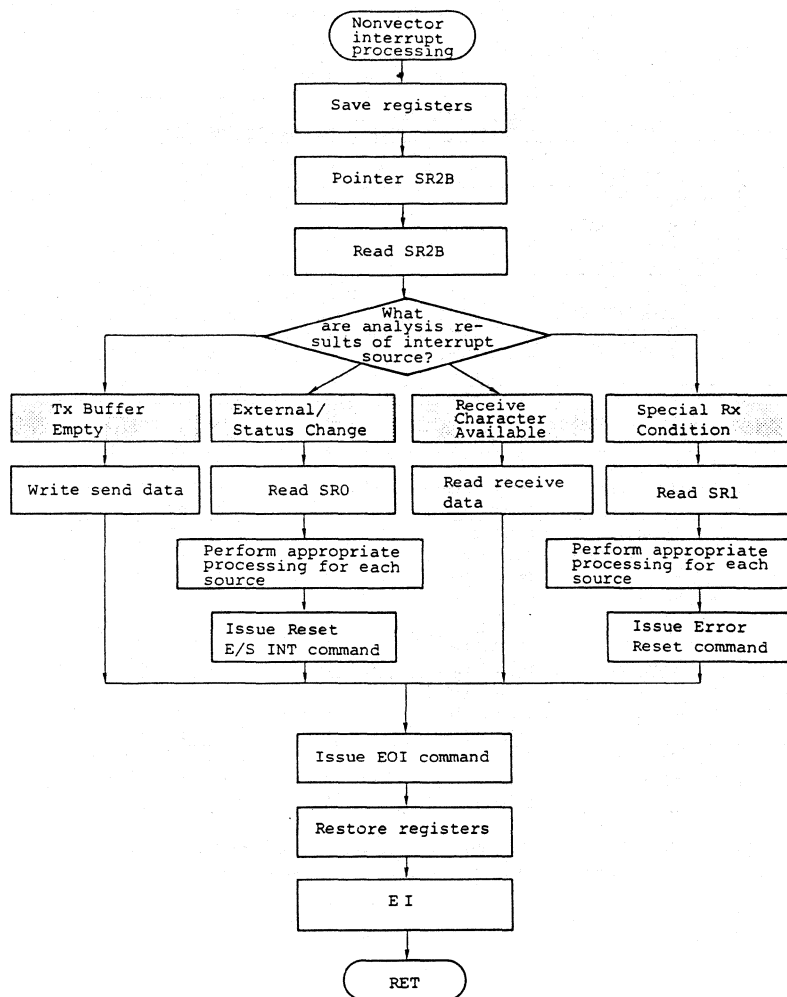 Nonvector
interrupt
processing
Save registers
Pointer SR2B
Read SR2B
What
are analysis re-
sults of interrupt
source?
Tx Buffer
Empty
External/
Status Change
Receive
Character
Available
Special Rx
Condition
Write send data
Read SR0
Read receive
data
Read SR1
Perform appropriate
processing for each
source
Perform appropriate
processing for each
source
Issue Reset
E/S INT command
Issue Error
Reset command
Issue EOI command
Restore registers
EI
RET